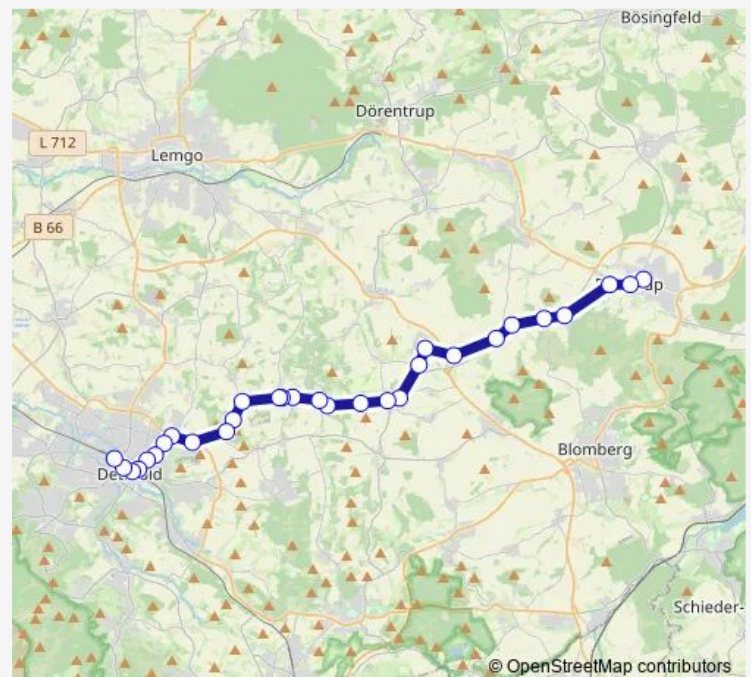 Bösingfeld
Dörentrup
L 712
Lemgo
B 66
Blomberg
Schieder-
© OpenStreetMap contributors